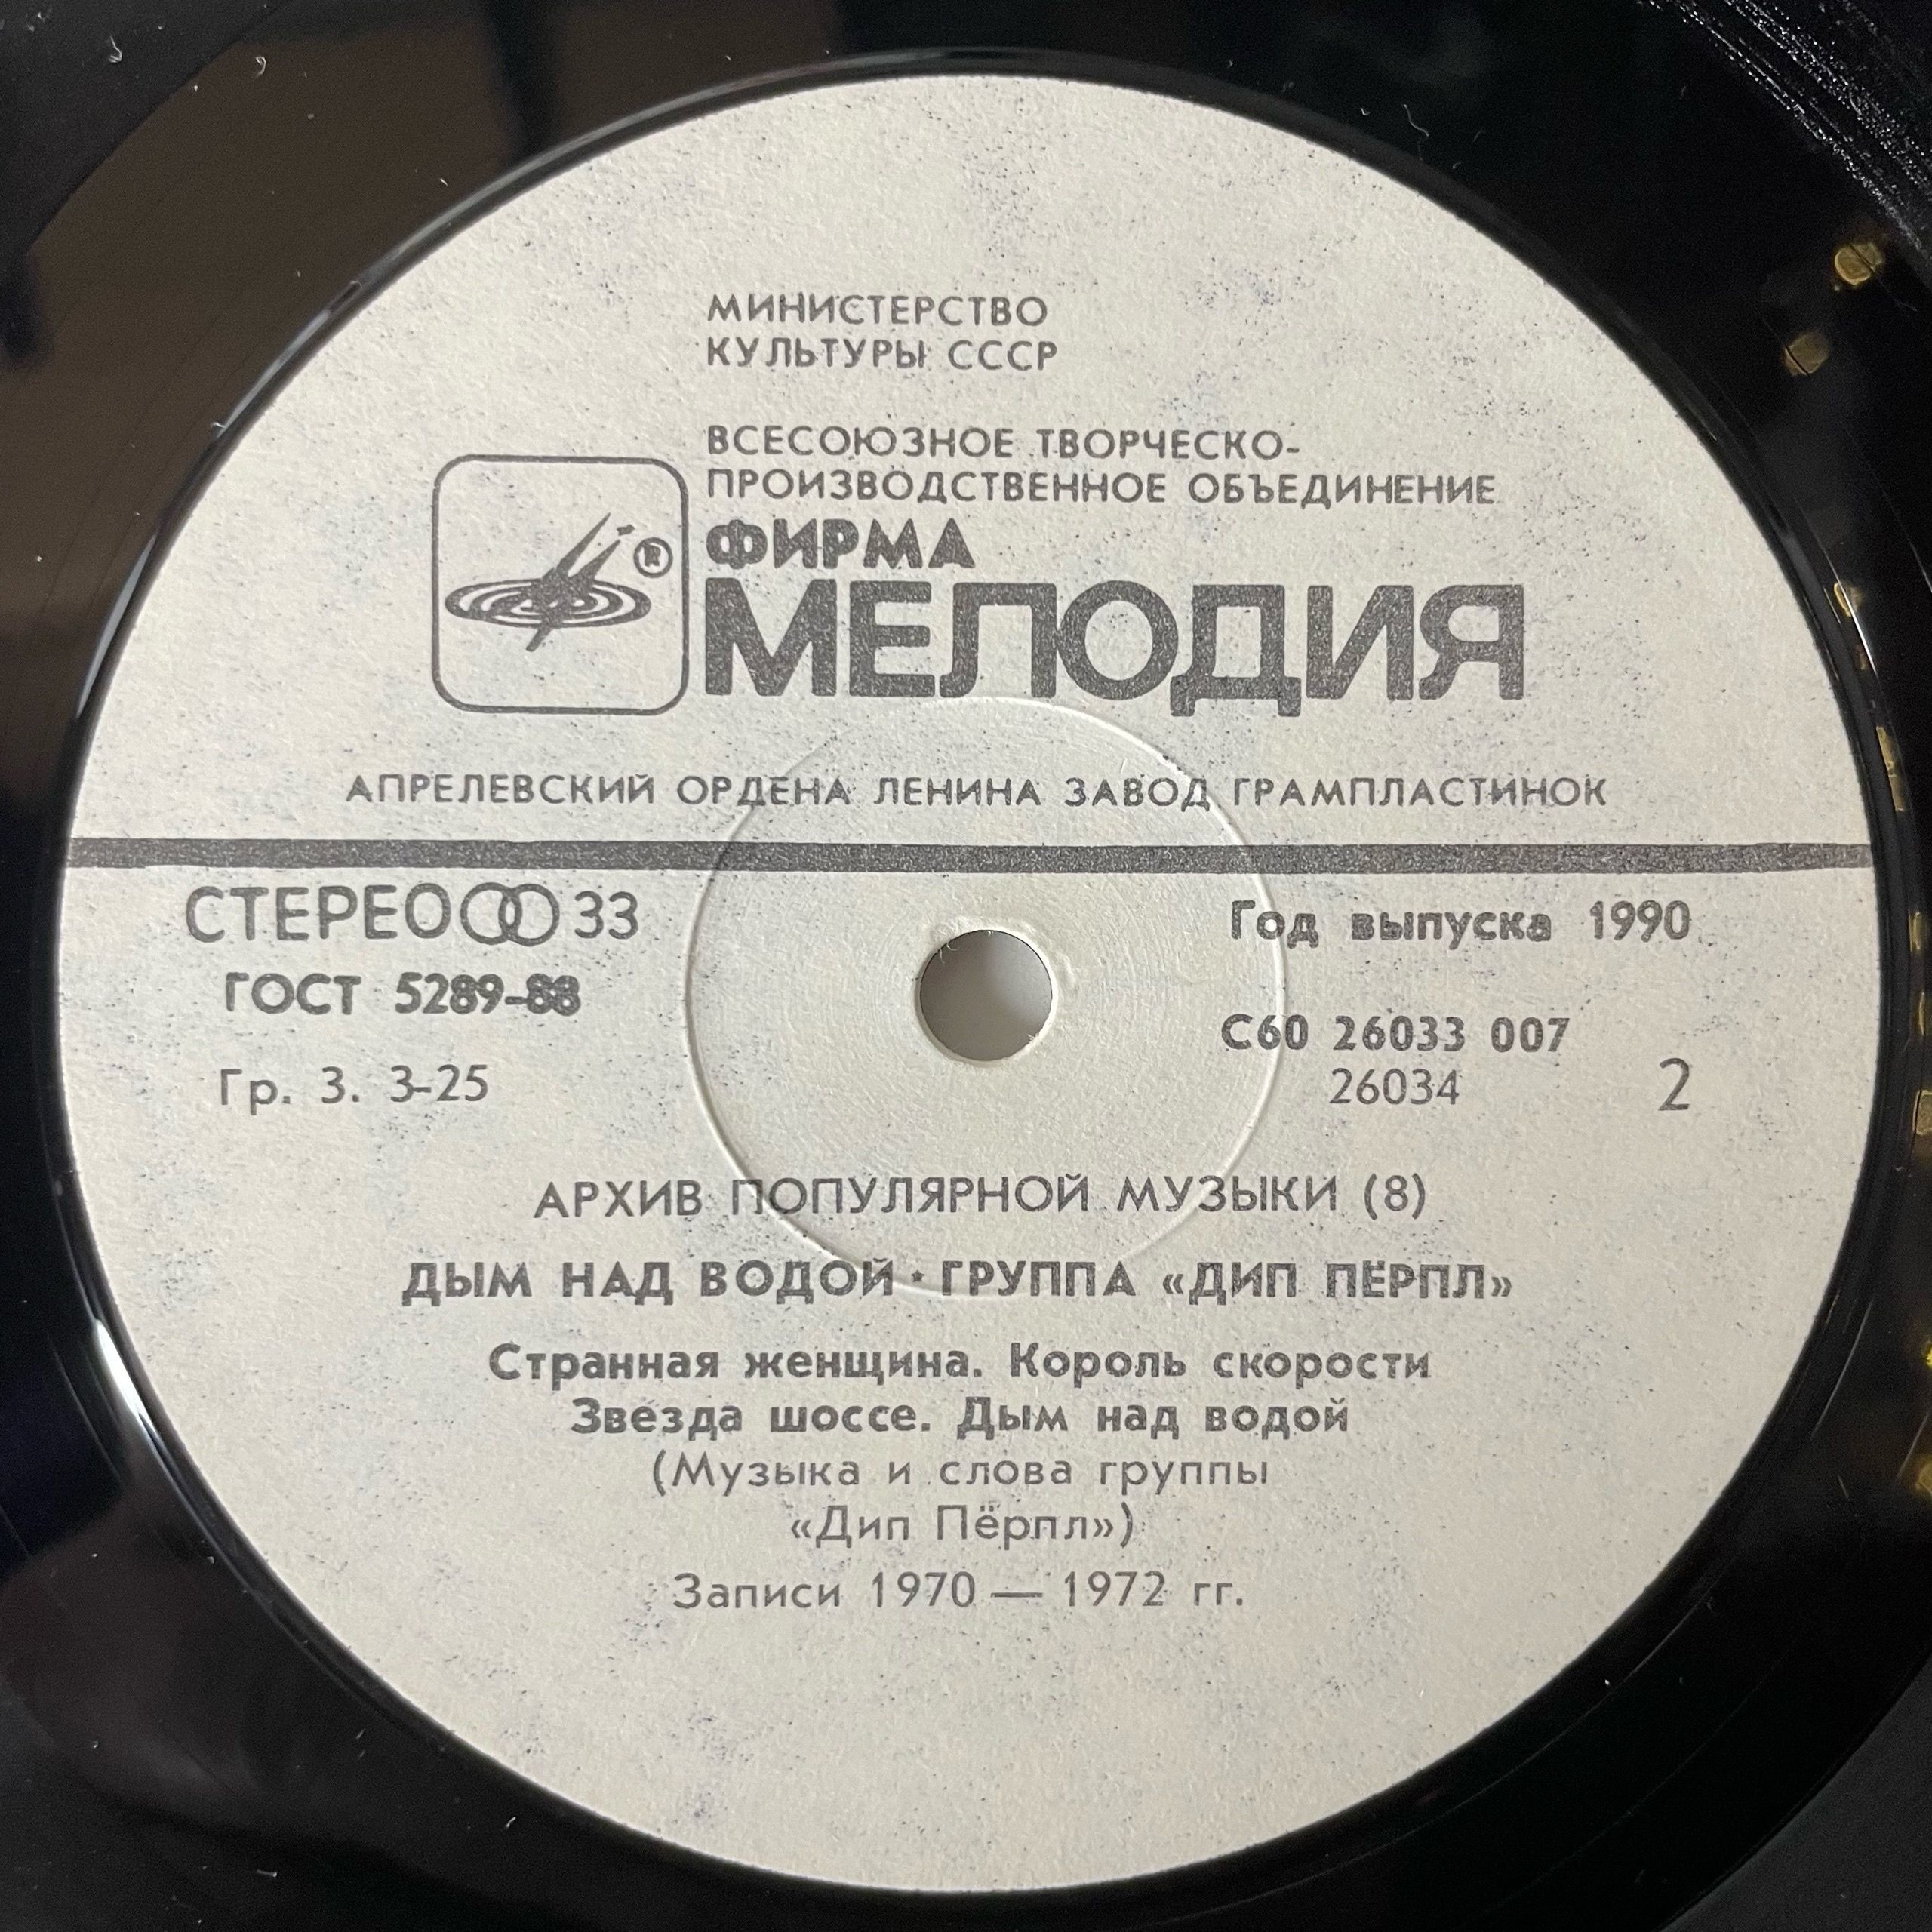 МИНИСТЕРСТВО
КУЛЬТУРЫ СССР
ВСЕСОЮЗНОЕ ТВОРЧЕСКО-
ПРОИЗВОДСТВЕННОЕ ОБЪЕДИНЕНИЕ
®
ФИРМА
МЕЛОДИЯ
АПРЕЛЕВСКИЙ ОРДЕНА ЛЕНИНА ЗАВОД ГРАМПЛАСТИНОК
СТЕРЕО 33
Год выпуска 1990
ГОСТ 5289-88
С60 26033 007
Гр. 3. 3-25
26034
2
АРХИВ ПОПУЛЯРНОЙ МУЗЫКИ (8)
ДЫМ НАД ВОДОЙ ⋆ ГРУППА «ДИП ПЁРПЛ»
Странная женщина. Король скорости
Звезда шоссе. Дым над водой
(Музыка и слова группы
«Дип Пёрпл»)
Записи 1970 — 1972 гг.